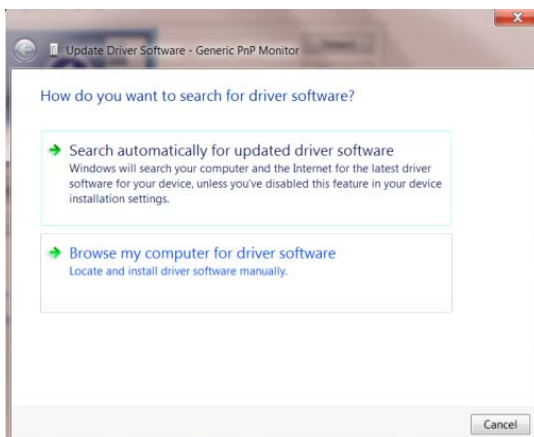 Update Driver Software - Generic PnP Monitor
How do you want to search for driver software?
Search automatically for updated driver software
Windows will search your computer and the Internet for the latest driver
software for your device, unless you've disabled this feature in your device
installation settings.
Browse my computer for driver software
Locate and install driver software manually.
Cancel